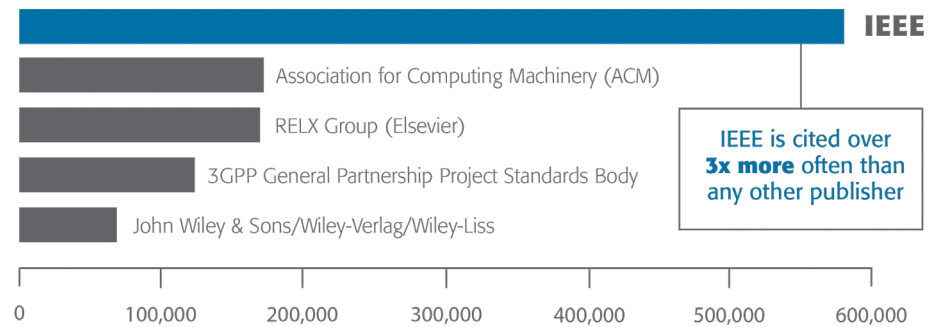 IEEE
Association for Computing Machinery (ACM)
RELX Group (Elsevier)
IEEE is cited over
3x more often than
any other publisher
3GPP General Partnership Project Standards Body
John Wiley & Sons/Wiley-Verlag/Wiley-Liss
0 100,000 200,000 300,000 400,000 500,000 600,000